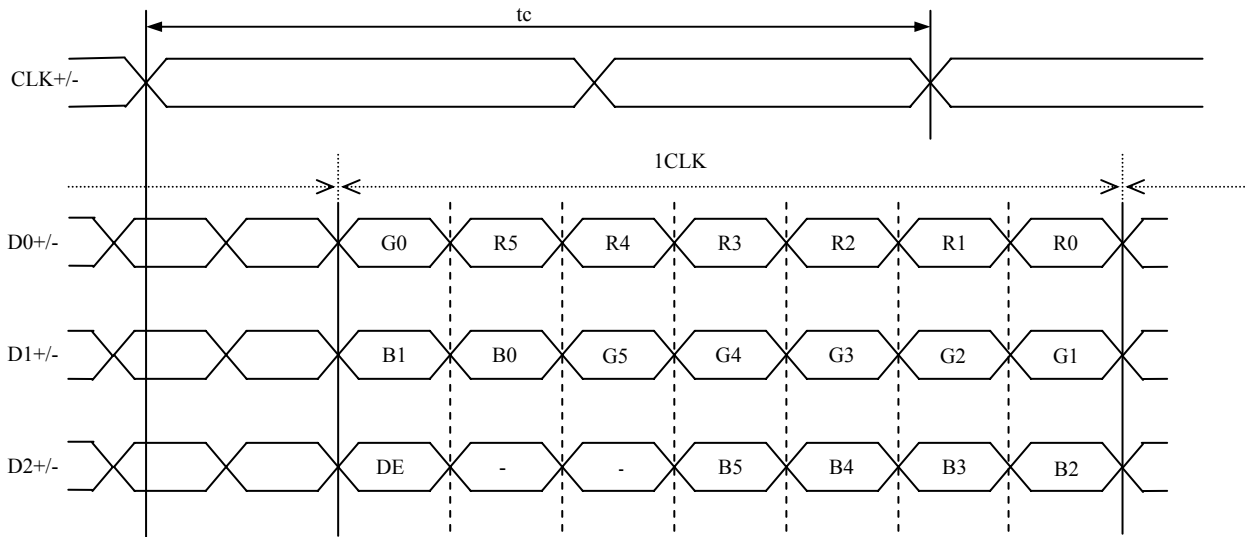 tc
CLK+/-
1CLK
D0+/- G0 R5 R4 R3 R2 R1 R0
D1+/- B1 B0 G5 G4 G3 G2 G1
D2+/- DE - - B5 B4 B3 B2